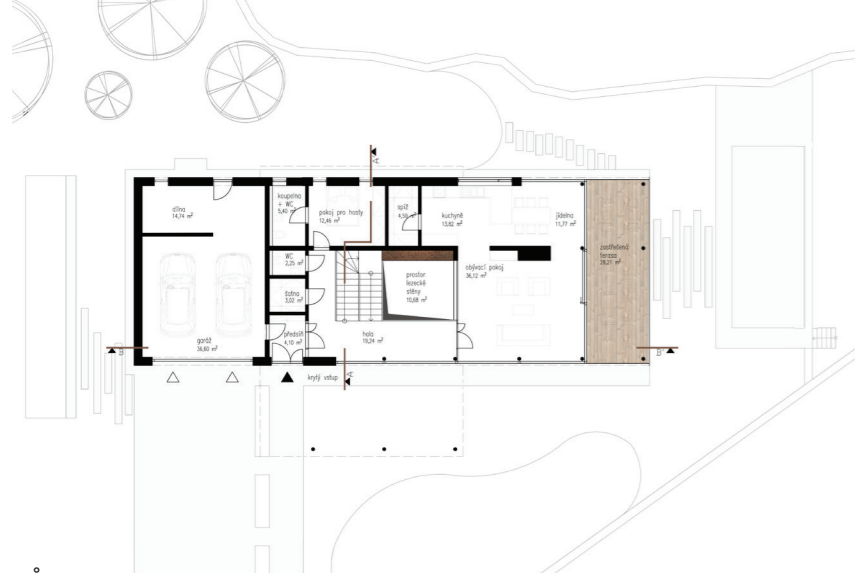 A
dílna
14,74 m²
koupelna
+ WC
5,40 m²
pokoj pro hosty
12,46 m²
spíž
4,50 m²
kuchyně
13,82 m²
jídelna
11,77 m²
zastřešená
terasa
28,21 m²
WC
2,25 m²
obývací pokoj
36,12 m²
prostor
lezecké
stěny
10,68 m²
šatna
3,02 m²
garáž
36,60 m²
předsíň
4,10 m²
hala
19,24 m²
B
B
krytý vstup
A